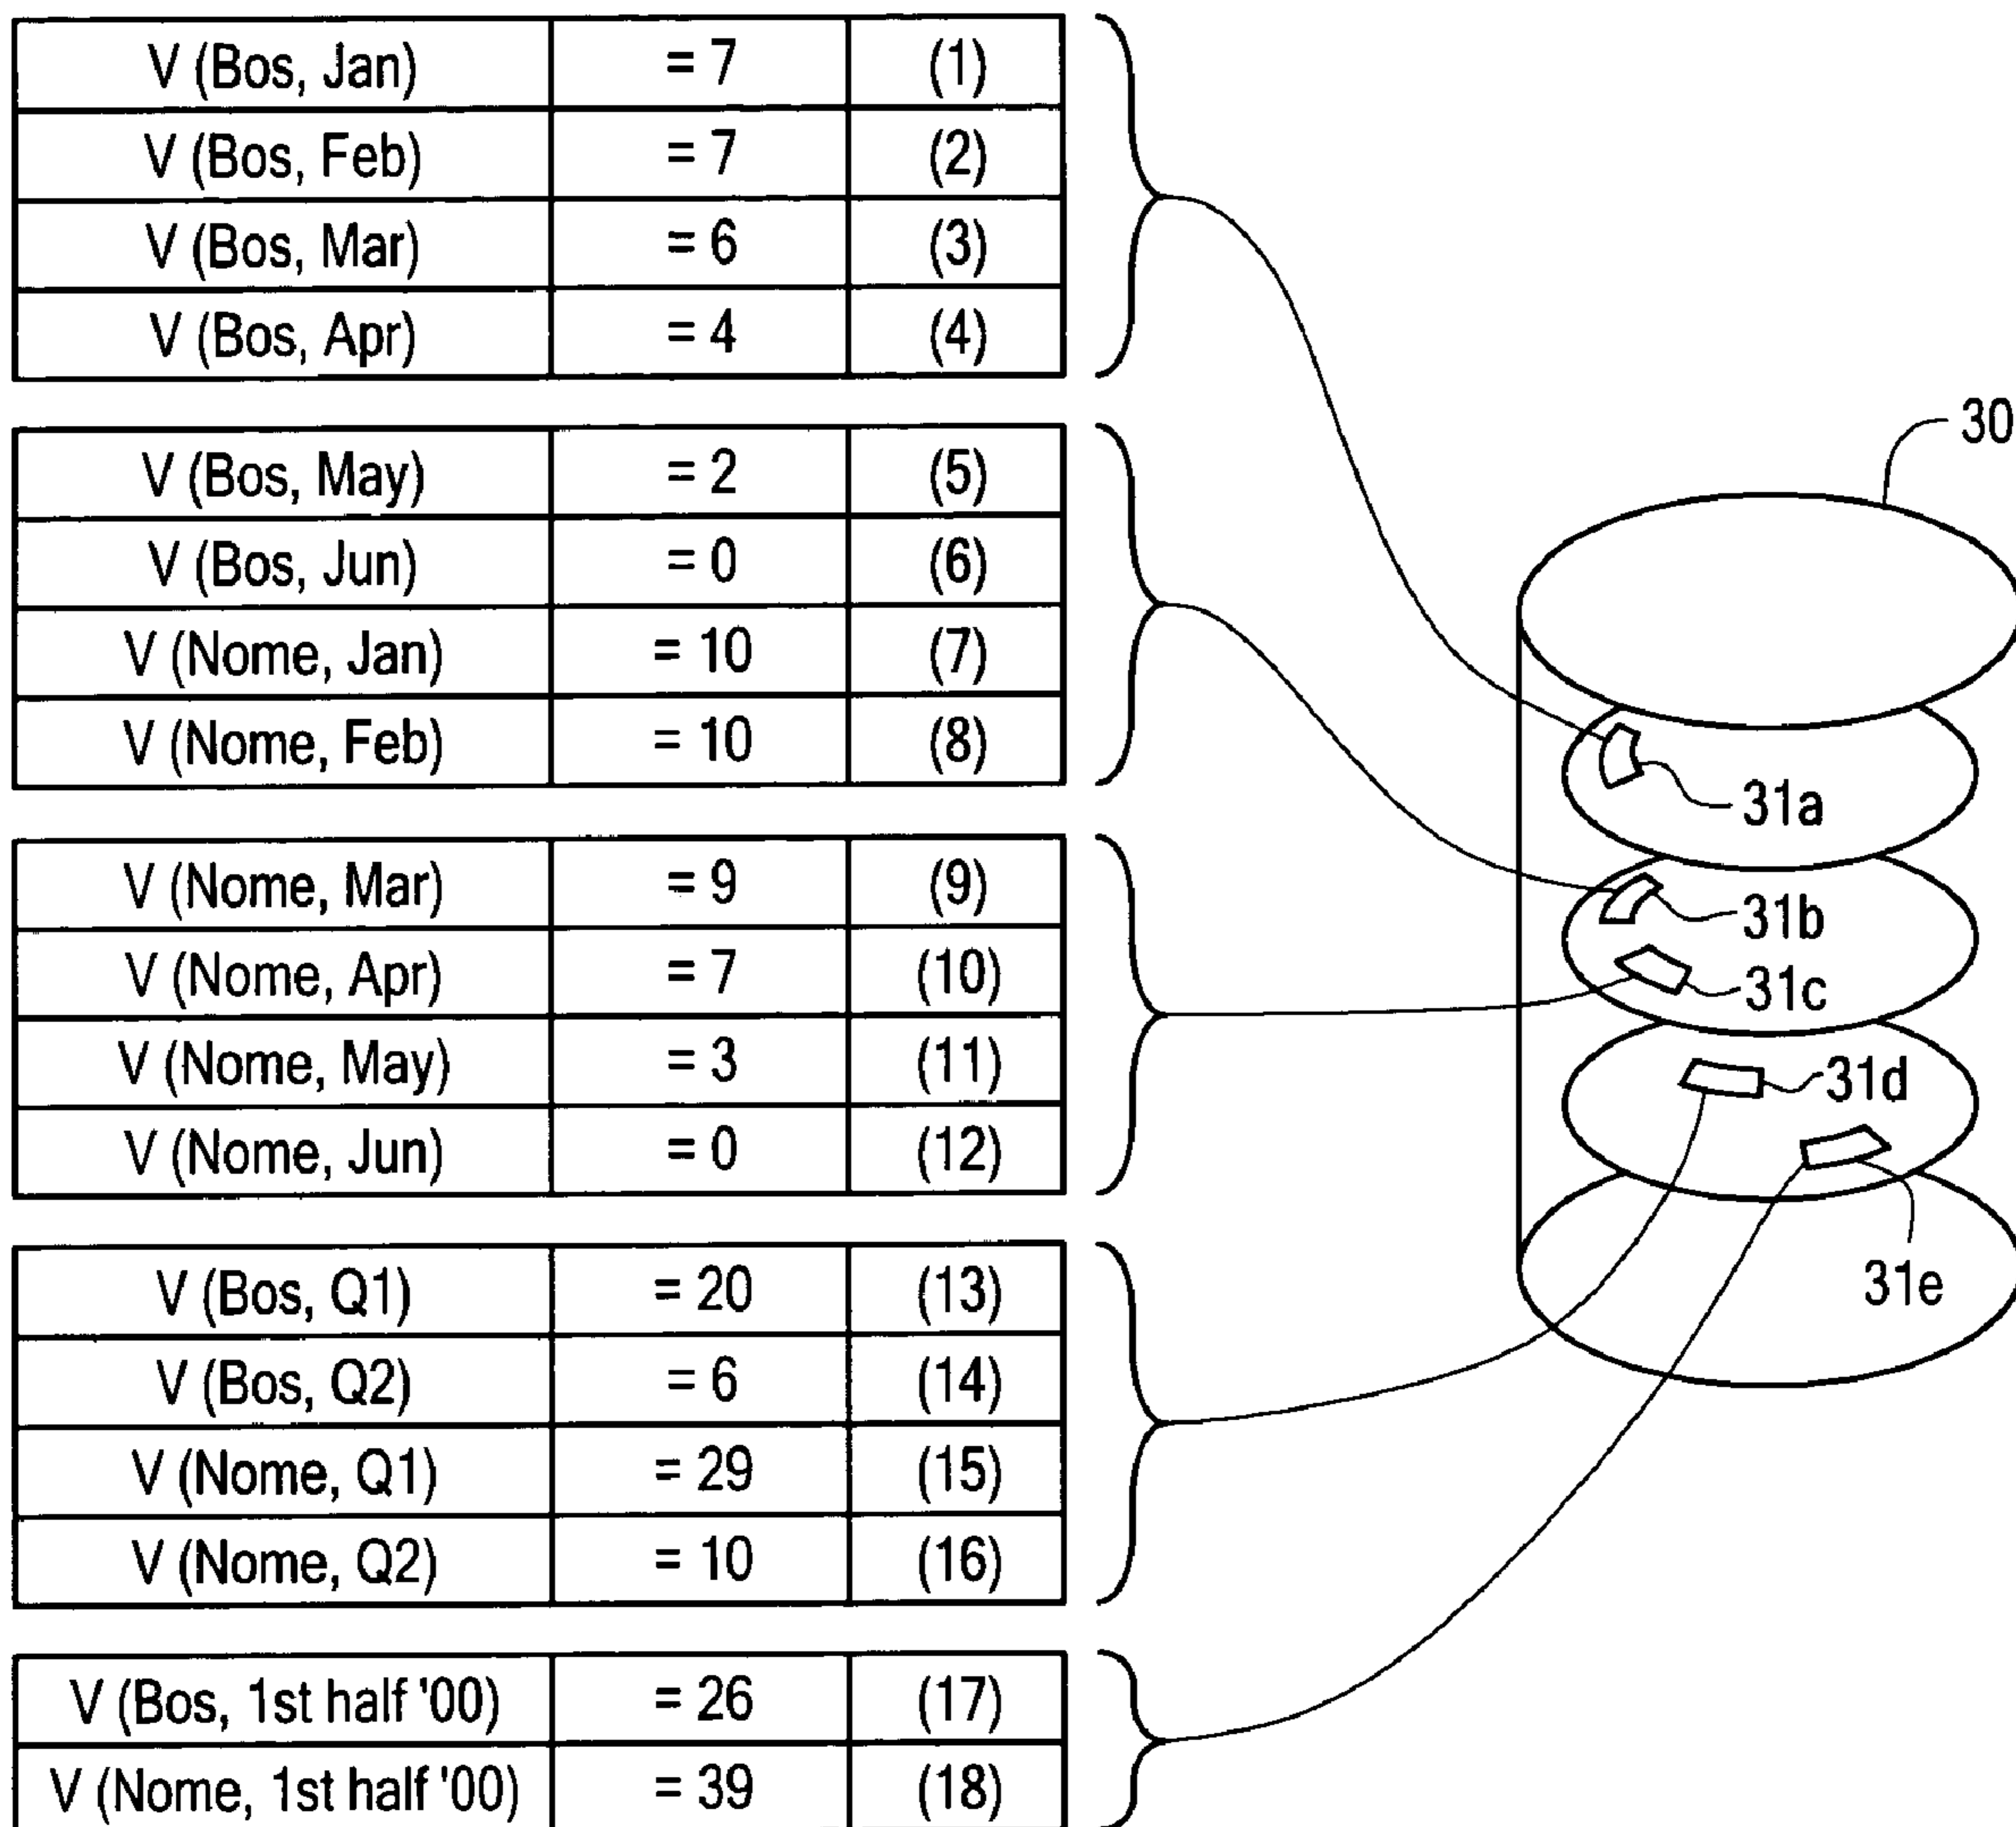 V (Bos, Jan) = 7 (1)
V (Bos, Feb) = 7 (2)
V (Bos, Mar) = 6 (3)
V (Bos, Apr) = 4 (4)
V (Bos, May) = 2 (5)
V (Bos, Jun) = 0 (6)
V (Nome, Jan) = 10 (7)
V (Nome, Feb) = 10 (8)
V (Nome, Mar) = 9 (9)
V (Nome, Apr) = 7 (10)
V (Nome, May) = 3 (11)
V (Nome, Jun) = 0 (12)
V (Bos, Q1) = 20 (13)
V (Bos, Q2) = 6 (14)
V (Nome, Q1) = 29 (15)
V (Nome, Q2) = 10 (16)
V (Bos, 1st half '00) = 26 (17)
V (Nome, 1st half '00) = 39 (18)
30
31a
31b
31c
31d
31e